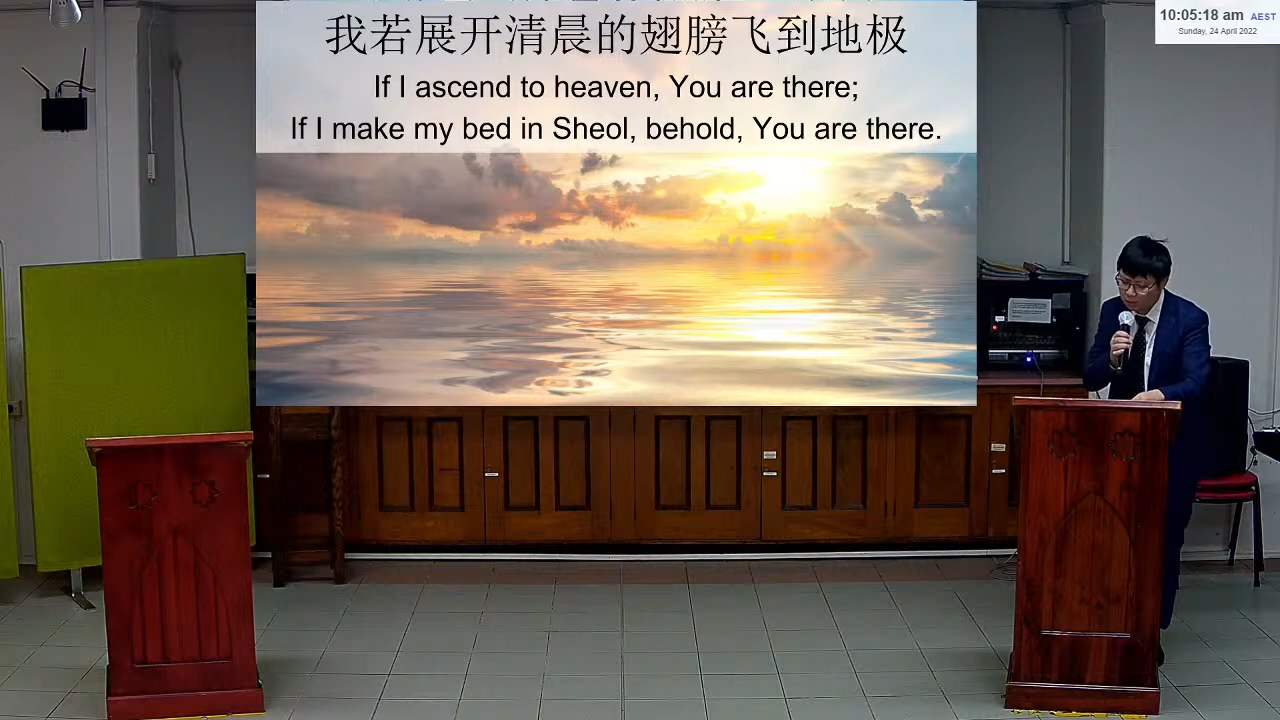 我若展开清晨的翅膀飞到地极
If I ascend to heaven, You are there;
If I make my bed in Sheol, behold, You are there.
10:05:18 am AEST
Sunday, 24 April 2022